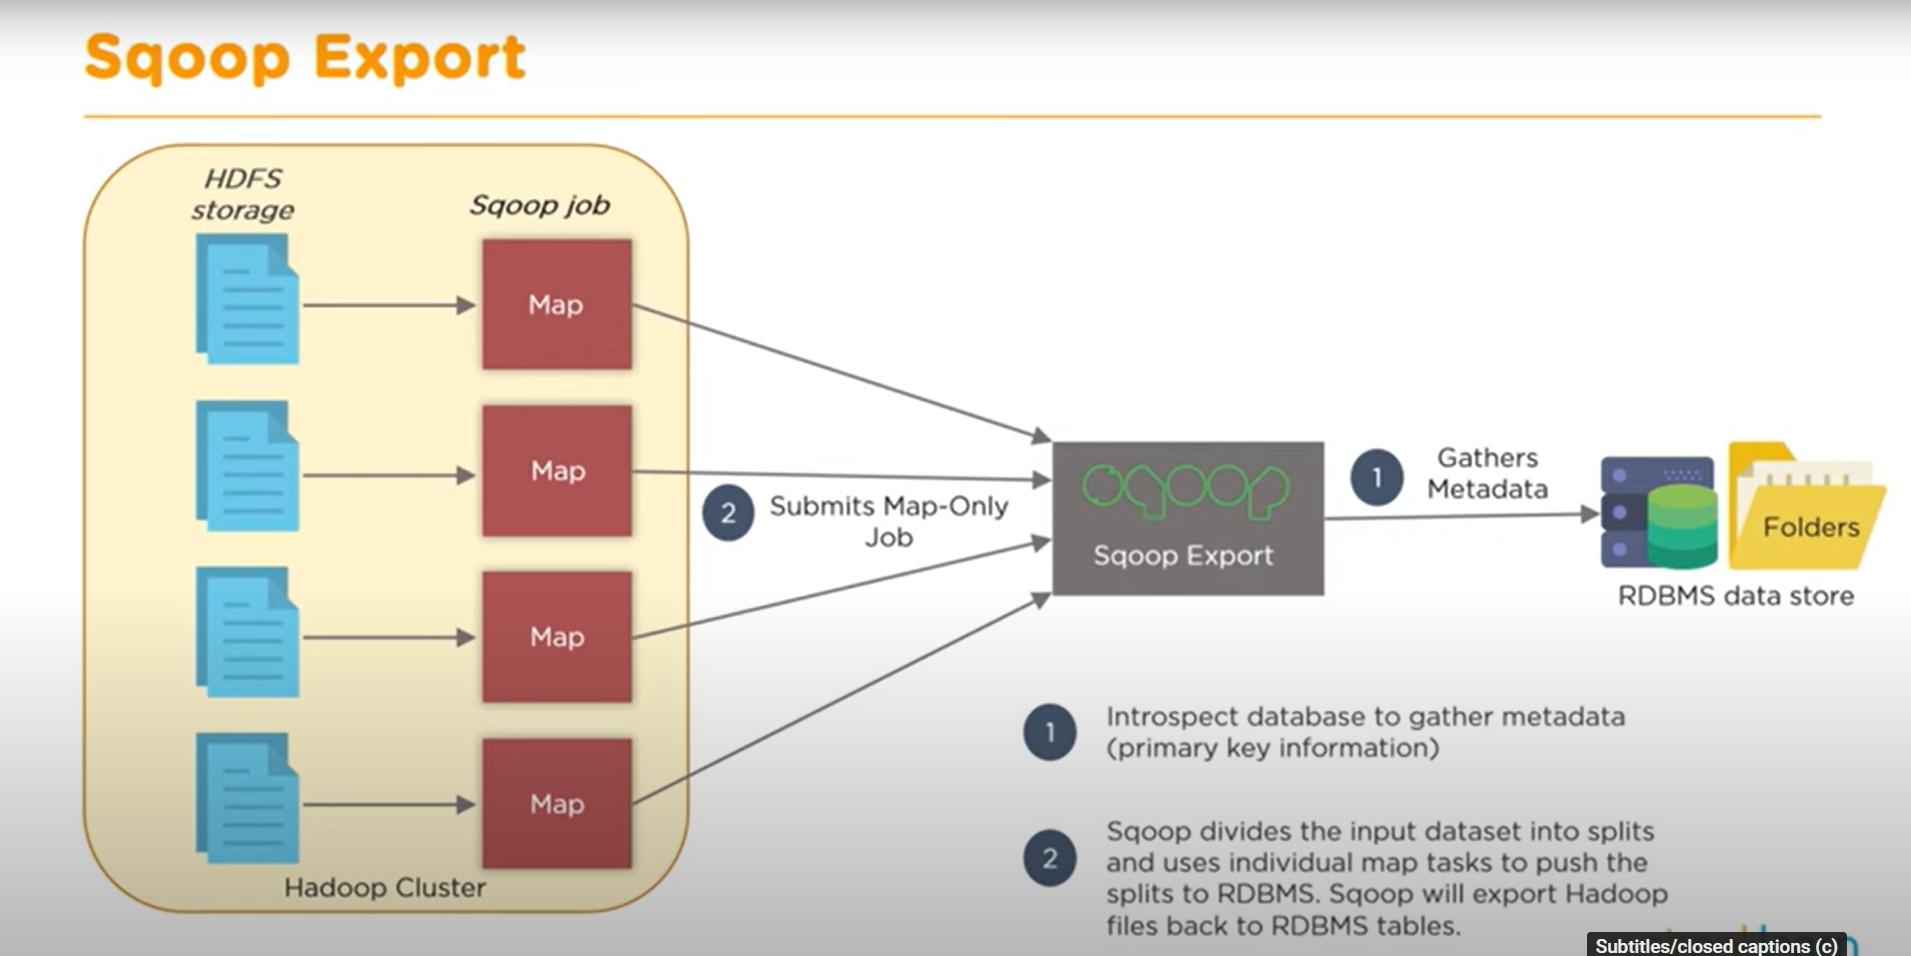 Sqoop Export
HDFS
storage
Sqoop job
Map
Map
Map
Map
Hadoop Cluster
2
Submits Map-Only
Job
sqoop
Sqoop Export
1
Gathers
Metadata
Folders
RDBMS data store
1
Introspect database to gather metadata
(primary key information)
2
Sqoop divides the input dataset into splits
and uses individual map tasks to push the
splits to RDBMS. Sqoop will export Hadoop
files back to RDBMS tables.
Subtitles/closed captions (c)